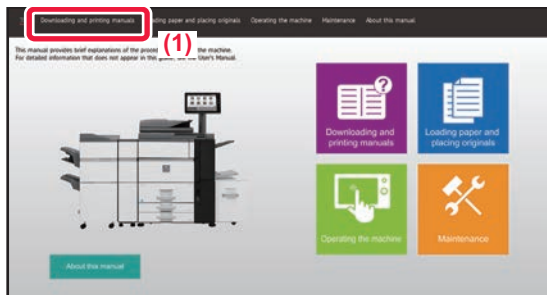 Downloading and printing manuals
ading paper and placing originals
Operating the machine
Maintenance
About this manual
(1)
This manual provides brief explanations of the proce the machine.
For detailed information that does not appear in this User's Manual.
Downloading and
printing manuals
Loading paper and
placing originals
Operating the machine
Maintenance
About this manual